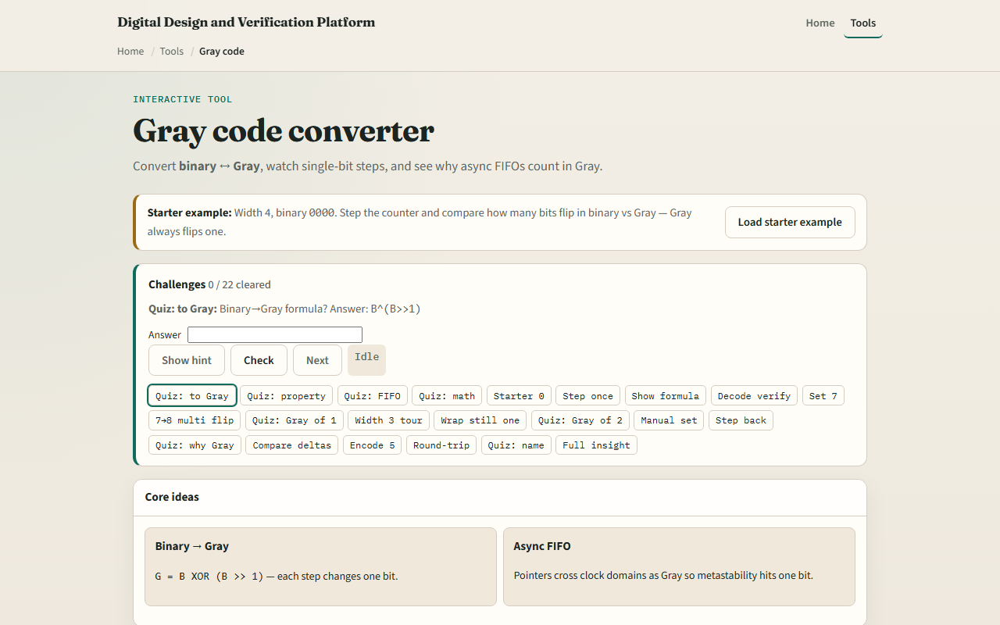 Digital Design and Verification Platform
Home Tools
Home / Tools / Gray code
INTERACTIVE TOOL
Gray code converter
Convert binary ↔ Gray, watch single-bit steps, and see why async FIFOs count in Gray.
Starter example: Width 4, binary 0000. Step the counter and compare how many bits flip in binary vs Gray — Gray
always flips one.
Load starter example
Challenges 0 / 22 cleared
Quiz: to Gray: Binary→Gray formula? Answer: B^(B>>1)
Answer
Show hint Check Next Idle
Quiz: to Gray Quiz: property Quiz: FIFO Quiz: math Starter 0 Step once Show formula Decode verify Set 7
7→8 multi flip Quiz: Gray of 1 Width 3 tour Wrap still one Quiz: Gray of 2 Manual set Step back
Quiz: why Gray Compare deltas Encode 5 Round-trip Quiz: name Full insight
Core ideas
Binary → Gray
G = B XOR (B >> 1) — each step changes one bit.
Async FIFO
Pointers cross clock domains as Gray so metastability hits one bit.